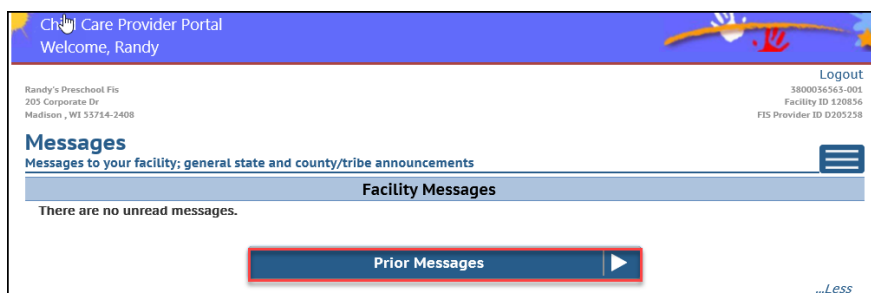 Child Care Provider Portal
Welcome, Randy
Logout
Randy's Preschool Fis
3800036563-001
205 Corporate Dr
Facility ID 120856
Madison , WI 53714-2408
FIS Provider ID D205258
Messages
Messages to your facility; general state and county/tribe announcements
Facility Messages
There are no unread messages.
Prior Messages
...Less